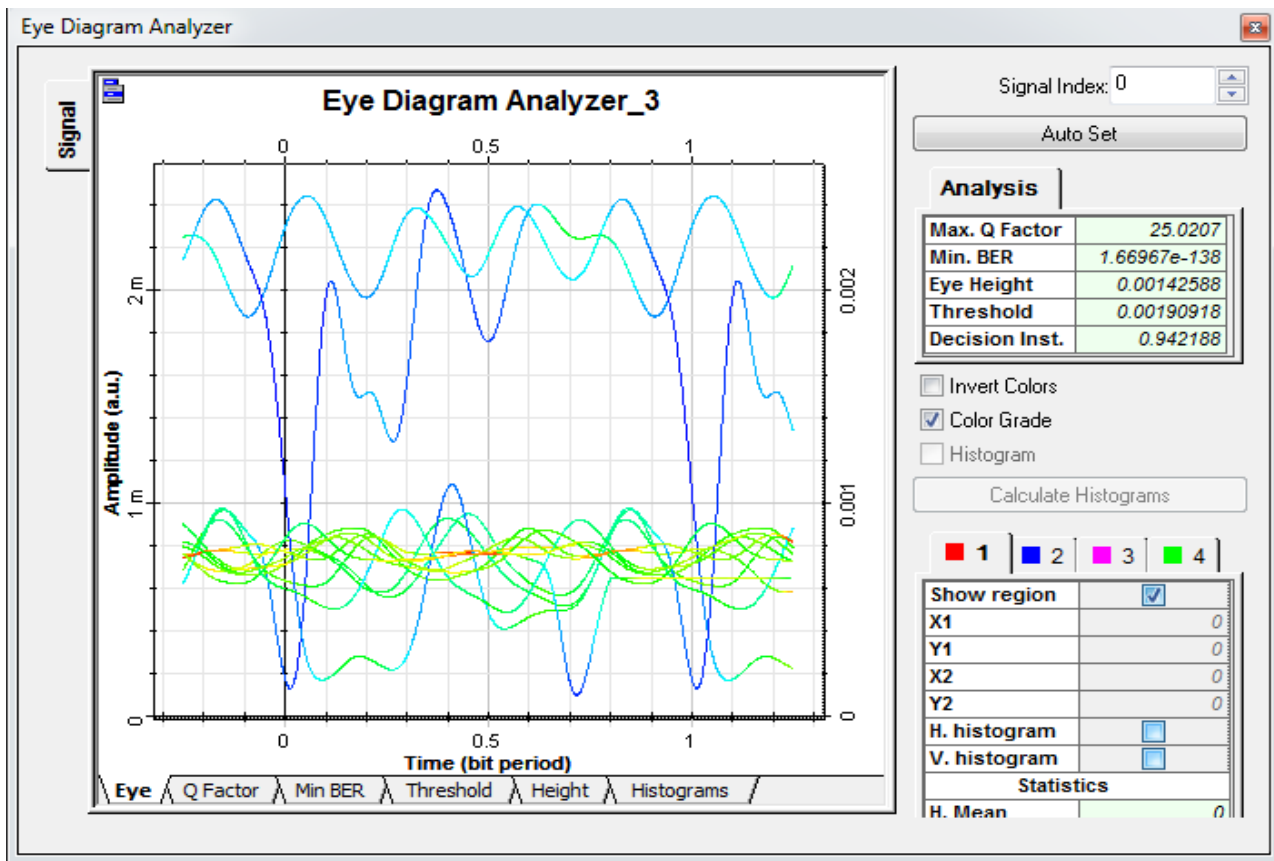 Eye Diagram Analyzer
Signal
Eye Diagram Analyzer_3
0 0.5 1
Amplitude (a.u.)
2 m
1 m
0
0.002
0.001
0
0 0.5 1
Time (bit period)
Eye Q Factor Min BER Threshold Height Histograms
Signal Index: 0
Auto Set
Analysis
Max. Q Factor 25.0207
Min. BER 1.66967e-138
Eye Height 0.00142588
Threshold 0.00190918
Decision Inst. 0.942188
Invert Colors
Color Grade
Histogram
Calculate Histograms
1 2 3 4
Show region
X1 0
Y1 0
X2 0
Y2 0
H. histogram
V. histogram
Statistics
H. Mean 0